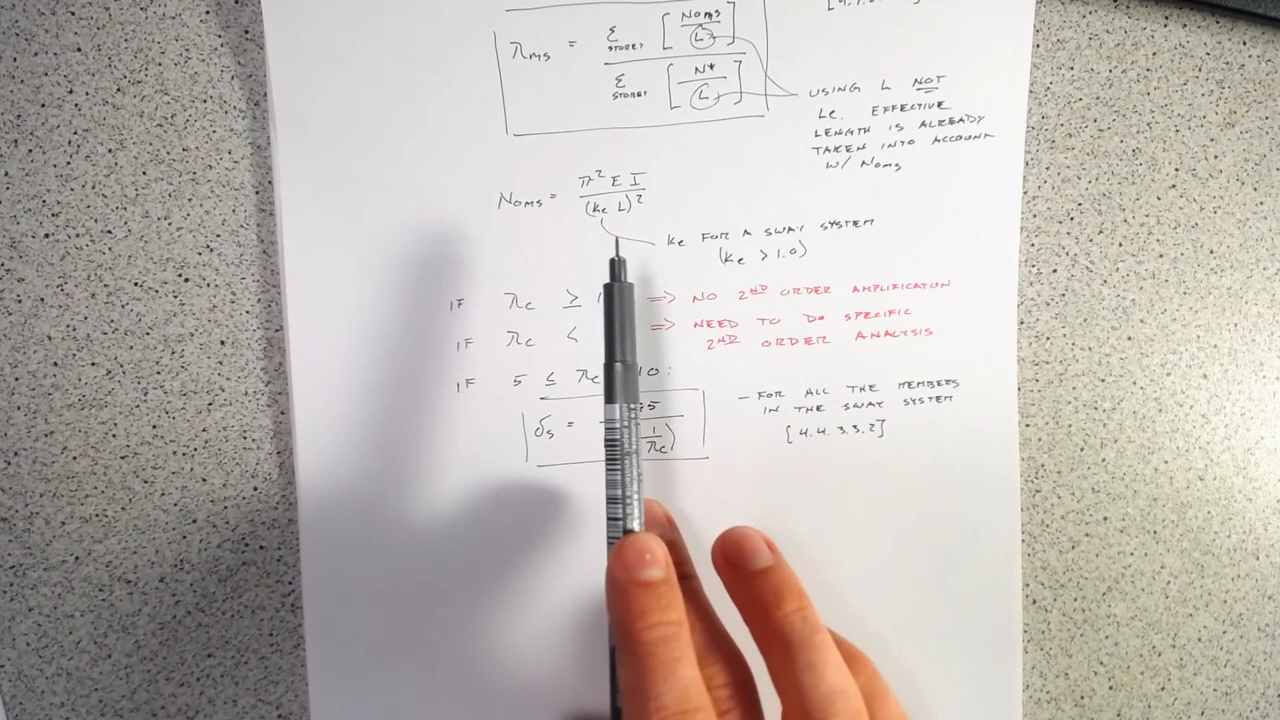 λms = Σ STOREY [Noms / L]
Σ STOREY [N* / L]
USING L NOT
Le. EFFECTIVE
LENGTH IS ALREADY
TAKEN INTO ACCOUNT
W/ Noms
Noms = π² E I
(ke L)²
ke FOR A SWAY SYSTEM
(ke > 1.0)
IF λc ≥ 1 ⇒ NO 2ND ORDER AMPLIFICATON
IF λc < ⇒ NEED TO DO SPECIFIC
2ND ORDER ANALYSIS
IF 5 ≤ λc 10:
- FOR ALL THE MEMBERS
IN THE SWAY SYSTEM
[4.4.3.3.2]
δs =
1
λc)